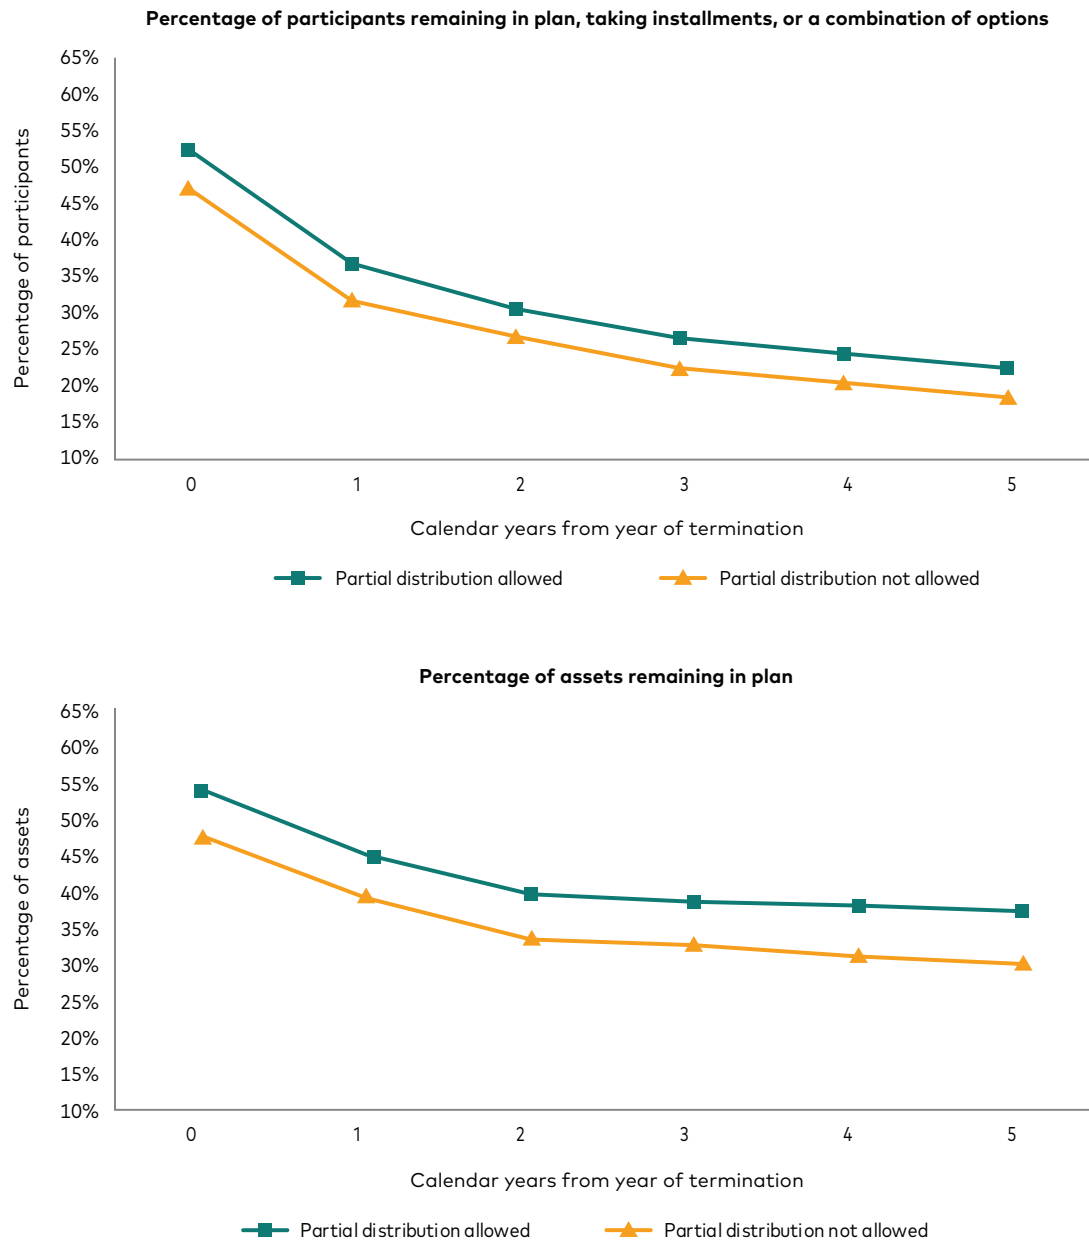 Percentage of participants remaining in plan, taking installments, or a combination of options
Percentage of participants
65%
60%
55%
50%
45%
40%
35%
30%
25%
20%
15%
10%
0 1 2 3 4 5
Calendar years from year of termination
Partial distribution allowed Partial distribution not allowed
Percentage of assets remaining in plan
Percentage of assets
65%
60%
55%
50%
45%
40%
35%
30%
25%
20%
15%
10%
0 1 2 3 4 5
Calendar years from year of termination
Partial distribution allowed Partial distribution not allowed